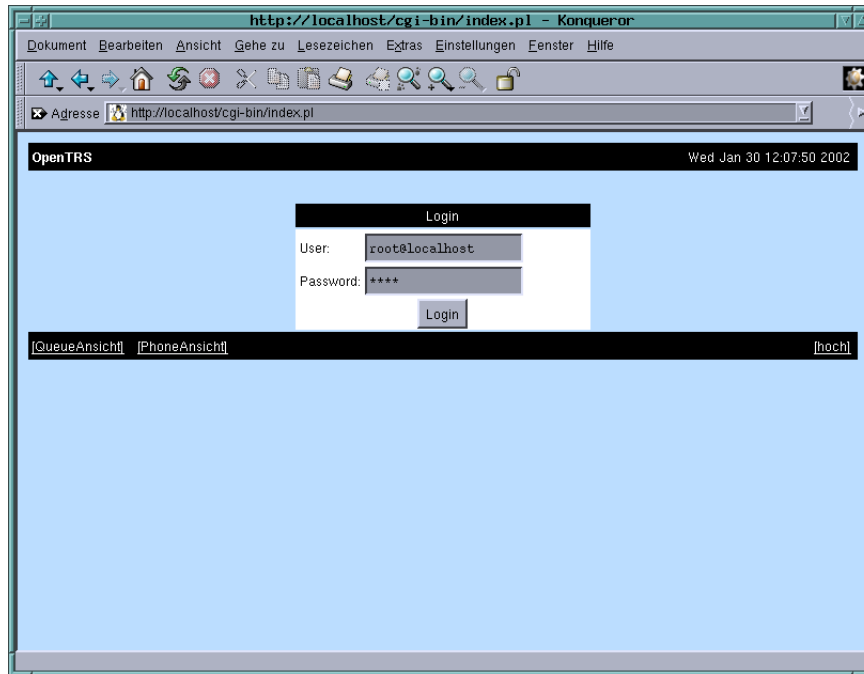 http://localhost/cgi-bin/index.pl - Konqueror
Dokument Bearbeiten Ansicht Gehe zu Lesezeichen Extras Einstellungen Fenster Hilfe
Adresse http://localhost/cgi-bin/index.pl
OpenTRS Wed Jan 30 12:07:50 2002
Login
User: root@localhost
Password: ****
Login
[QueueAnsicht] [PhoneAnsicht] [hoch]